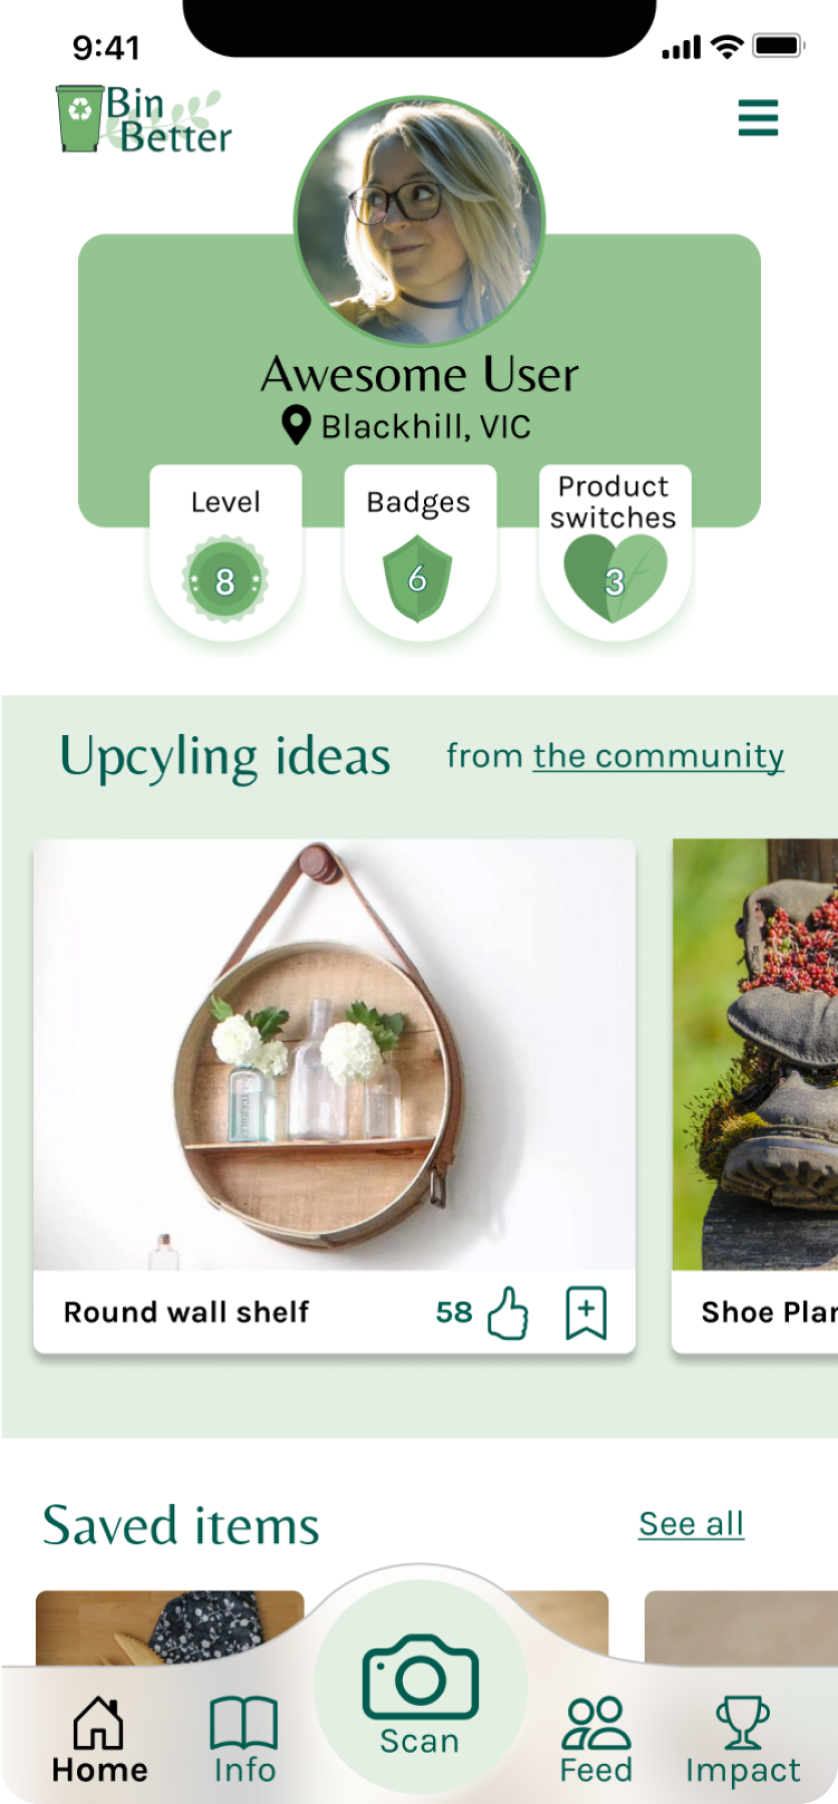 9:41
Bin
Better
Awesome User
Blackhill, VIC
Level
Badges
Product
switches
8
6
3
Upcyling ideas
from the community
Round wall shelf
58
Shoe Plan
Saved items
See all
Scan
Home
Info
Feed
Impact